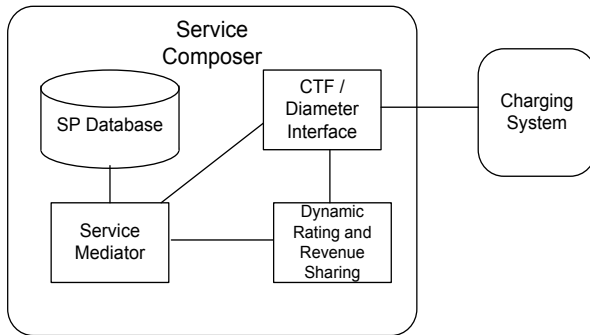 Service
Composer
SP Database
CTF /
Diameter
Interface
Charging
System
Service
Mediator
Dynamic
Rating and
Revenue
Sharing